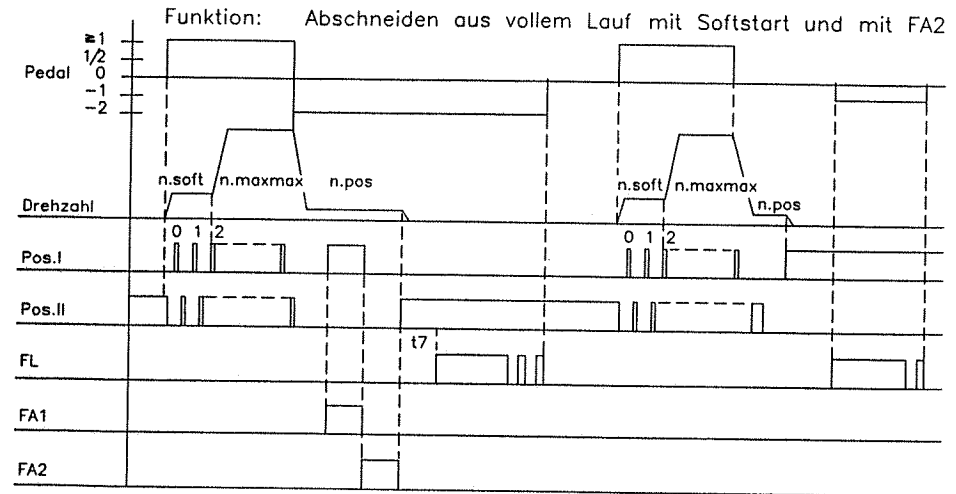 Funktion: Abschneiden aus vollem Lauf mit Softstart und mit FA2
≥1
1/2
Pedal 0
-1
-2
n.soft n.maxmax n.pos n.soft n.maxmax n.pos
Drehzahl
0 1 2 0 1 2
Pos.I
Pos.II
t7
FL
FA1
FA2